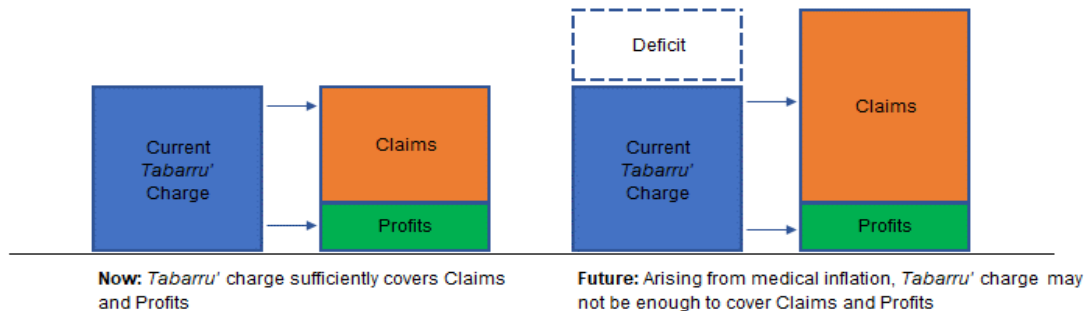 Current
Tabarru'
Charge
Claims
Profits
Deficit
Current
Tabarru'
Charge
Claims
Profits
Now: Tabarru' charge sufficiently covers Claims
and Profits
Future: Arising from medical inflation, Tabarru' charge may
not be enough to cover Claims and Profits